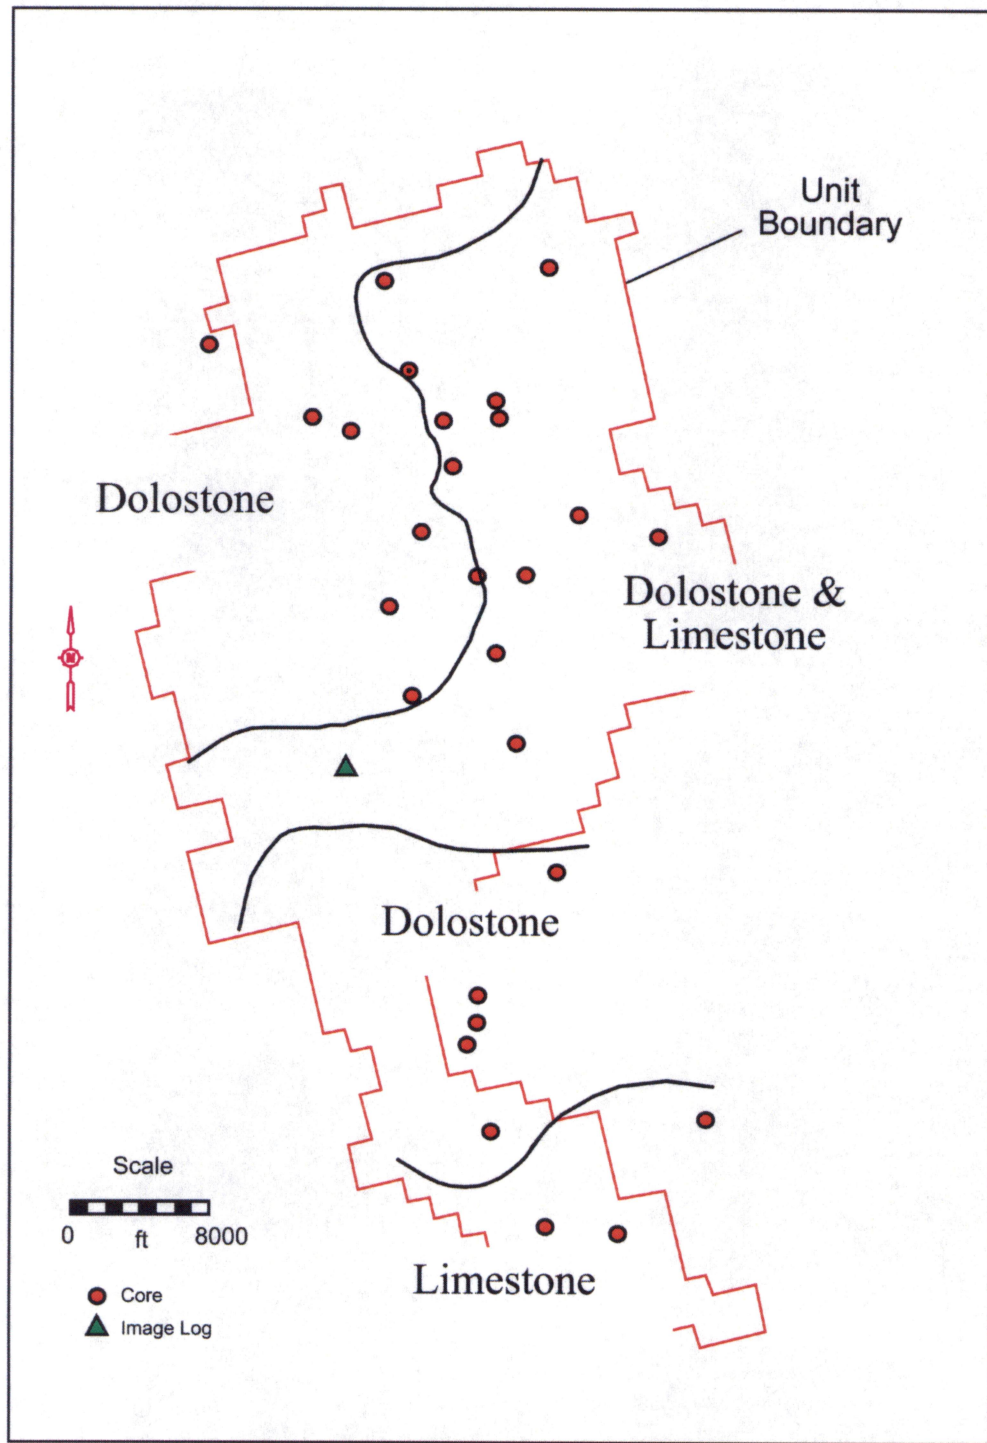 Unit
Boundary
Dolostone
Dolostone &
Limestone
Dolostone
Scale
0 ft 8000
Limestone
Core
Image Log
N